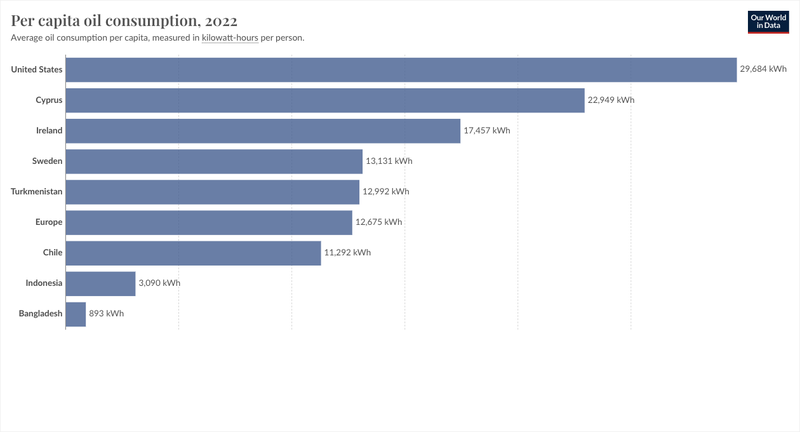 Per capita oil consumption, 2022
Our World
in Data
Average oil consumption per capita, measured in kilowatt-hours per person.
United States 29,684 kWh
Cyprus 22,949 kWh
Ireland 17,457 kWh
Sweden 13,131 kWh
Turkmenistan 12,992 kWh
Europe 12,675 kWh
Chile 11,292 kWh
Indonesia 3,090 kWh
Bangladesh 893 kWh